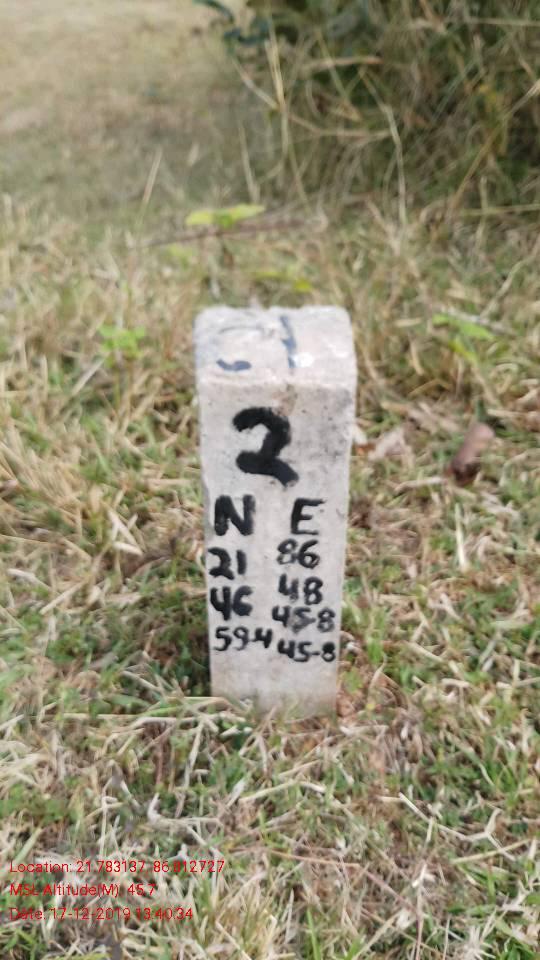 2
N E
21 86
46 48
59-4 45-8
45-8
Location: 21.783137, 86.812727
MSL Altitude(M): 45.7
Date: 17-12-2019 13:40:34